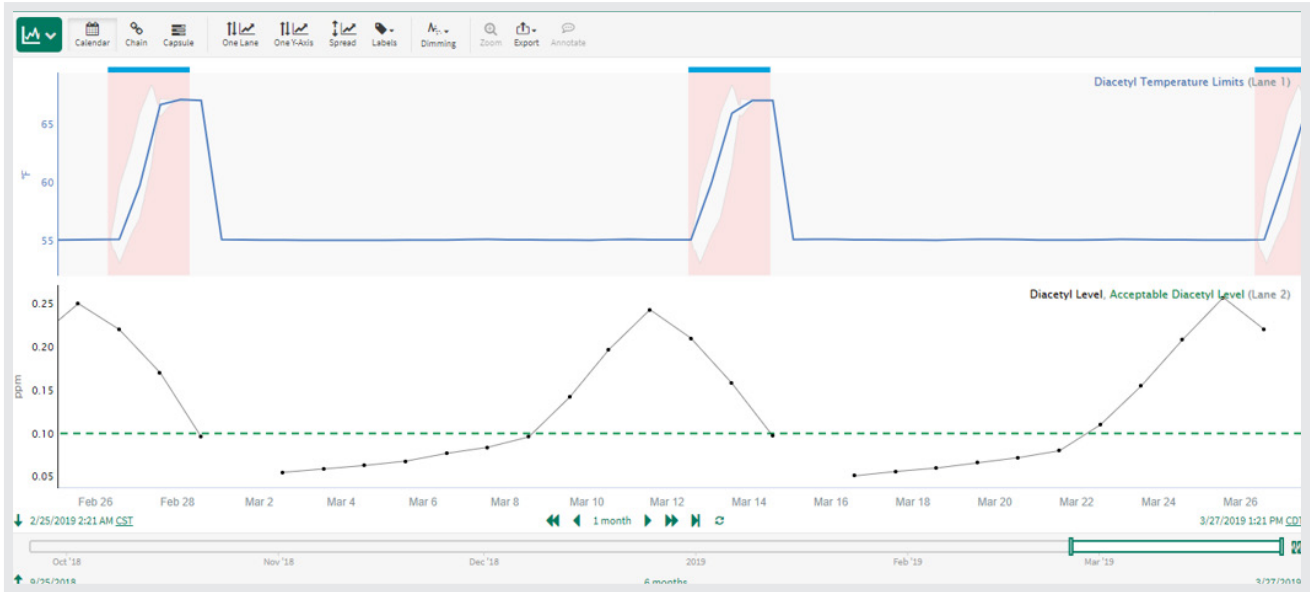 Calendar Chain Capsule One Lane One Y-Axis Spread Labels Dimming Zoom Export Annotate
Diacetyl Temperature Limits (Lane 1)
65
°F
60
55
Diacetyl Level, Acceptable Diacetyl Level (Lane 2)
0.25
0.20
ppm
0.15
0.10
0.05
Feb 26 Feb 28 Mar 2 Mar 4 Mar 6 Mar 8 Mar 10 Mar 12 Mar 14 Mar 16 Mar 18 Mar 20 Mar 22 Mar 24 Mar 26
2/25/2019 2:21 AM CST 1 month 3/27/2019 1:21 PM CDT
Oct '18 Nov '18 Dec '18 2019 Feb '19 Mar '19
9/25/2018 6 months 3/27/2019